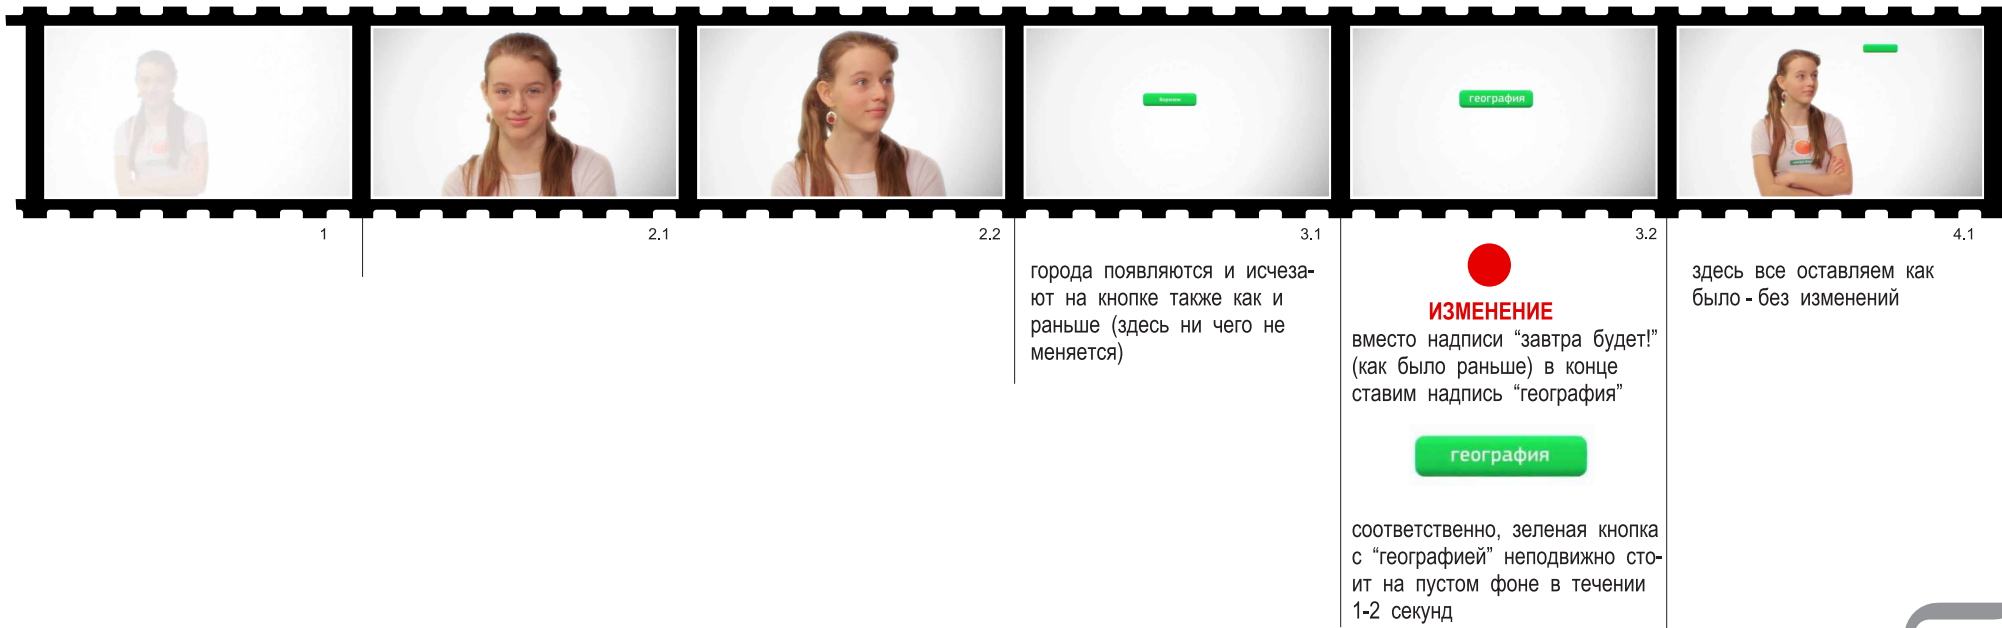 география
1
2.1
2.2
3.1
3.2
4.1
города появляются и исчеза-
ют на кнопке также как и
раньше (здесь ни чего не
меняется)
ИЗМЕНЕНИЕ
вместо надписи “завтра будет!”
(как было раньше) в конце
ставим надпись “география”
география
соответственно, зеленая кнопка
с “географией” неподвижно сто-
ит на пустом фоне в течении
1-2 секунд
здесь все оставляем как
было - без изменений